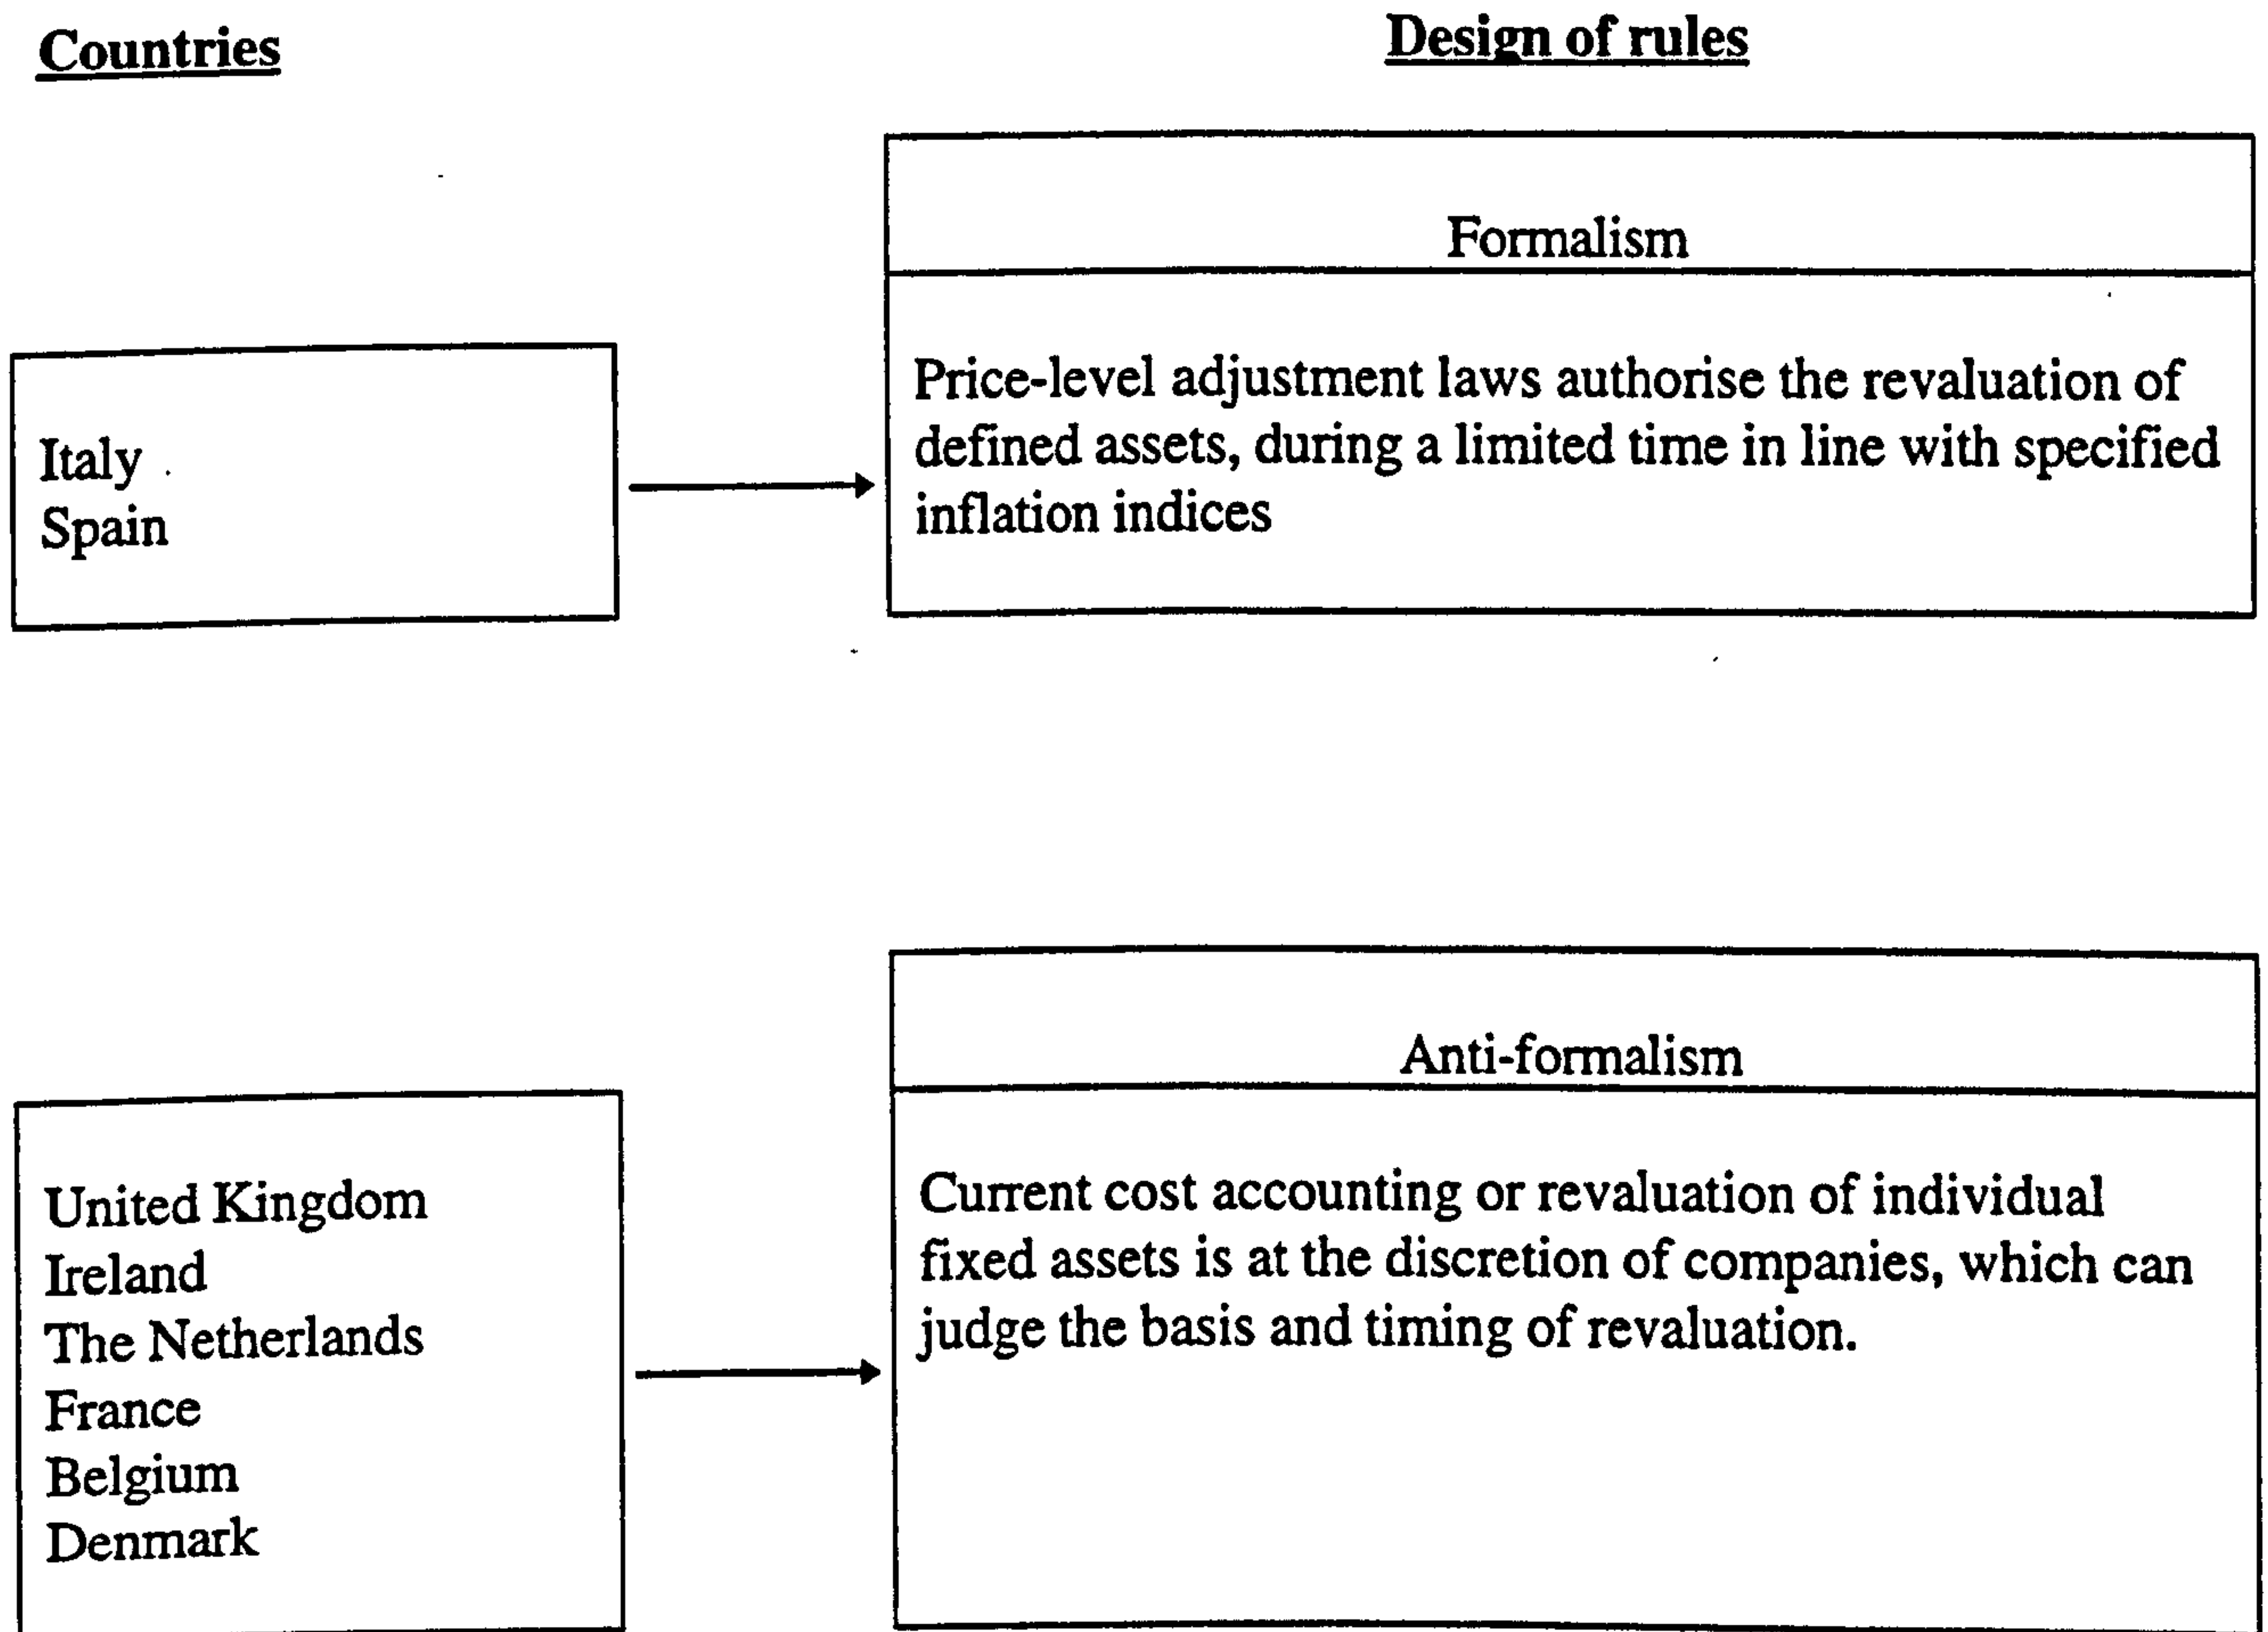 Countries
Design of rules
Formalism
Italy
Spain
Price-level adjustment laws authorise the revaluation of
defined assets, during a limited time in line with specified
inflation indices
Anti-formalism
United Kingdom
Ireland
The Netherlands
France
Belgium
Denmark
Current cost accounting or revaluation of individual
fixed assets is at the discretion of companies, which can
judge the basis and timing of revaluation.